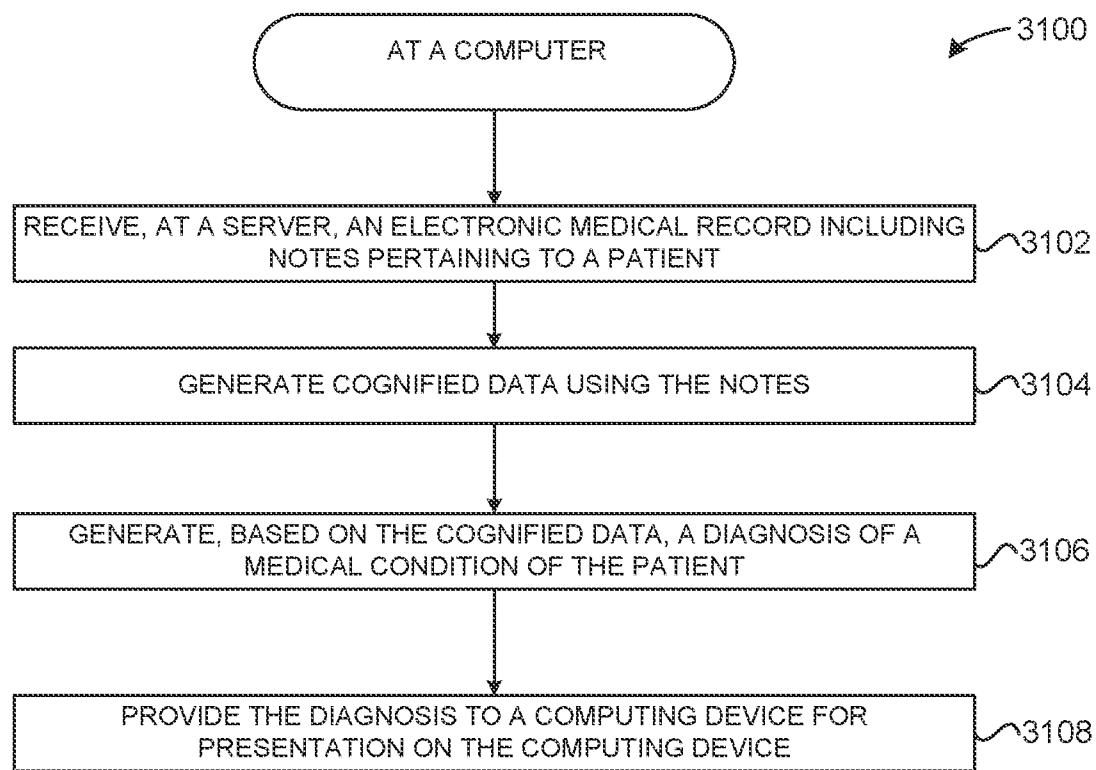 AT A COMPUTER
3100
RECEIVE, AT A SERVER, AN ELECTRONIC MEDICAL RECORD INCLUDING
NOTES PERTAINING TO A PATIENT
3102
GENERATE COGNIFIED DATA USING THE NOTES
3104
GENERATE, BASED ON THE COGNIFIED DATA, A DIAGNOSIS OF A
MEDICAL CONDITION OF THE PATIENT
3106
PROVIDE THE DIAGNOSIS TO A COMPUTING DEVICE FOR
PRESENTATION ON THE COMPUTING DEVICE
3108